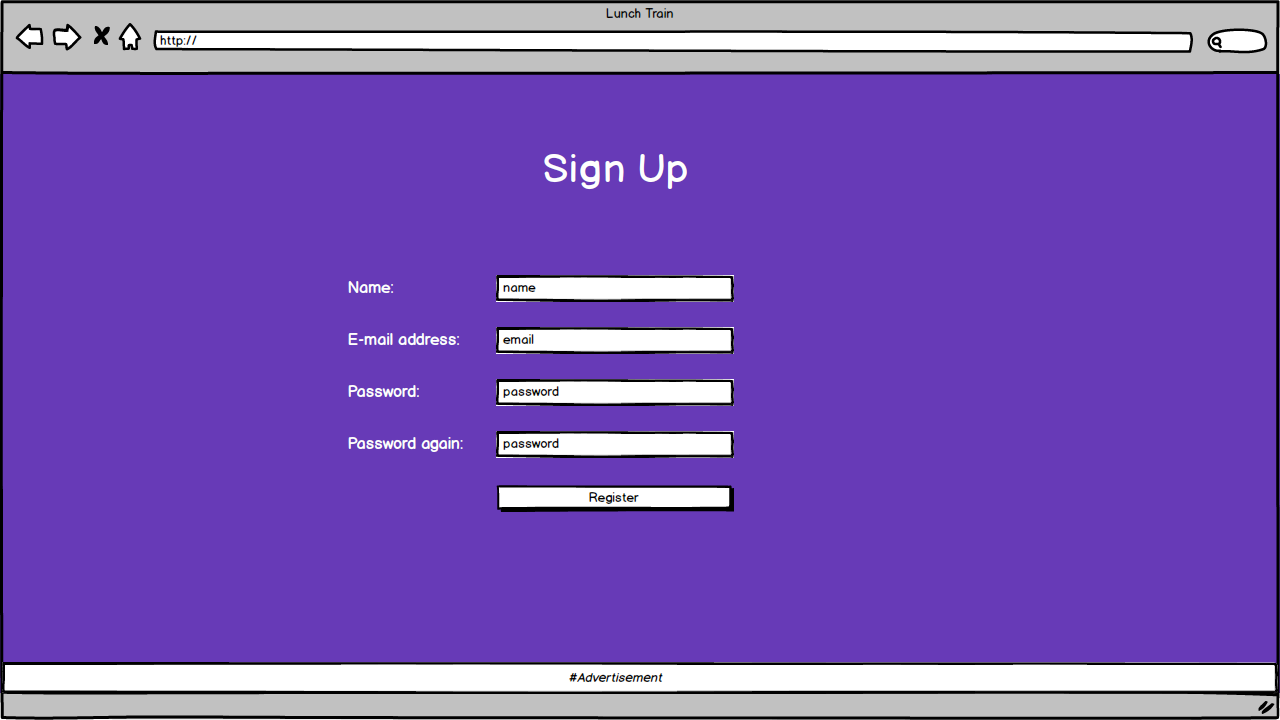 Lunch Train
http://
Sign Up
Name: name
E-mail address: email
Password: password
Password again: password
Register
#Advertisement